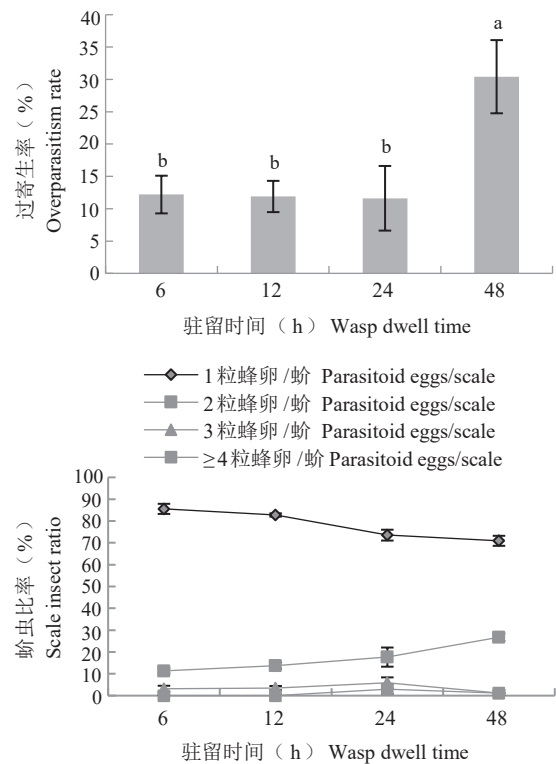 过寄生率（%）
Overparasitism rate
40
35
30
25
20
15
10
5
0
b
b
b
a
6
12
24
48
驻留时间（h）Wasp dwell time
1粒蜂卵/蚧 Parasitoid eggs/scale
2粒蜂卵/蚧 Parasitoid eggs/scale
3粒蜂卵/蚧 Parasitoid eggs/scale
≥4粒蜂卵/蚧 Parasitoid eggs/scale
蚧虫比率（%）
Scale insect ratio
100
90
80
70
60
50
40
30
20
10
0
6
12
24
48
驻留时间（h）Wasp dwell time